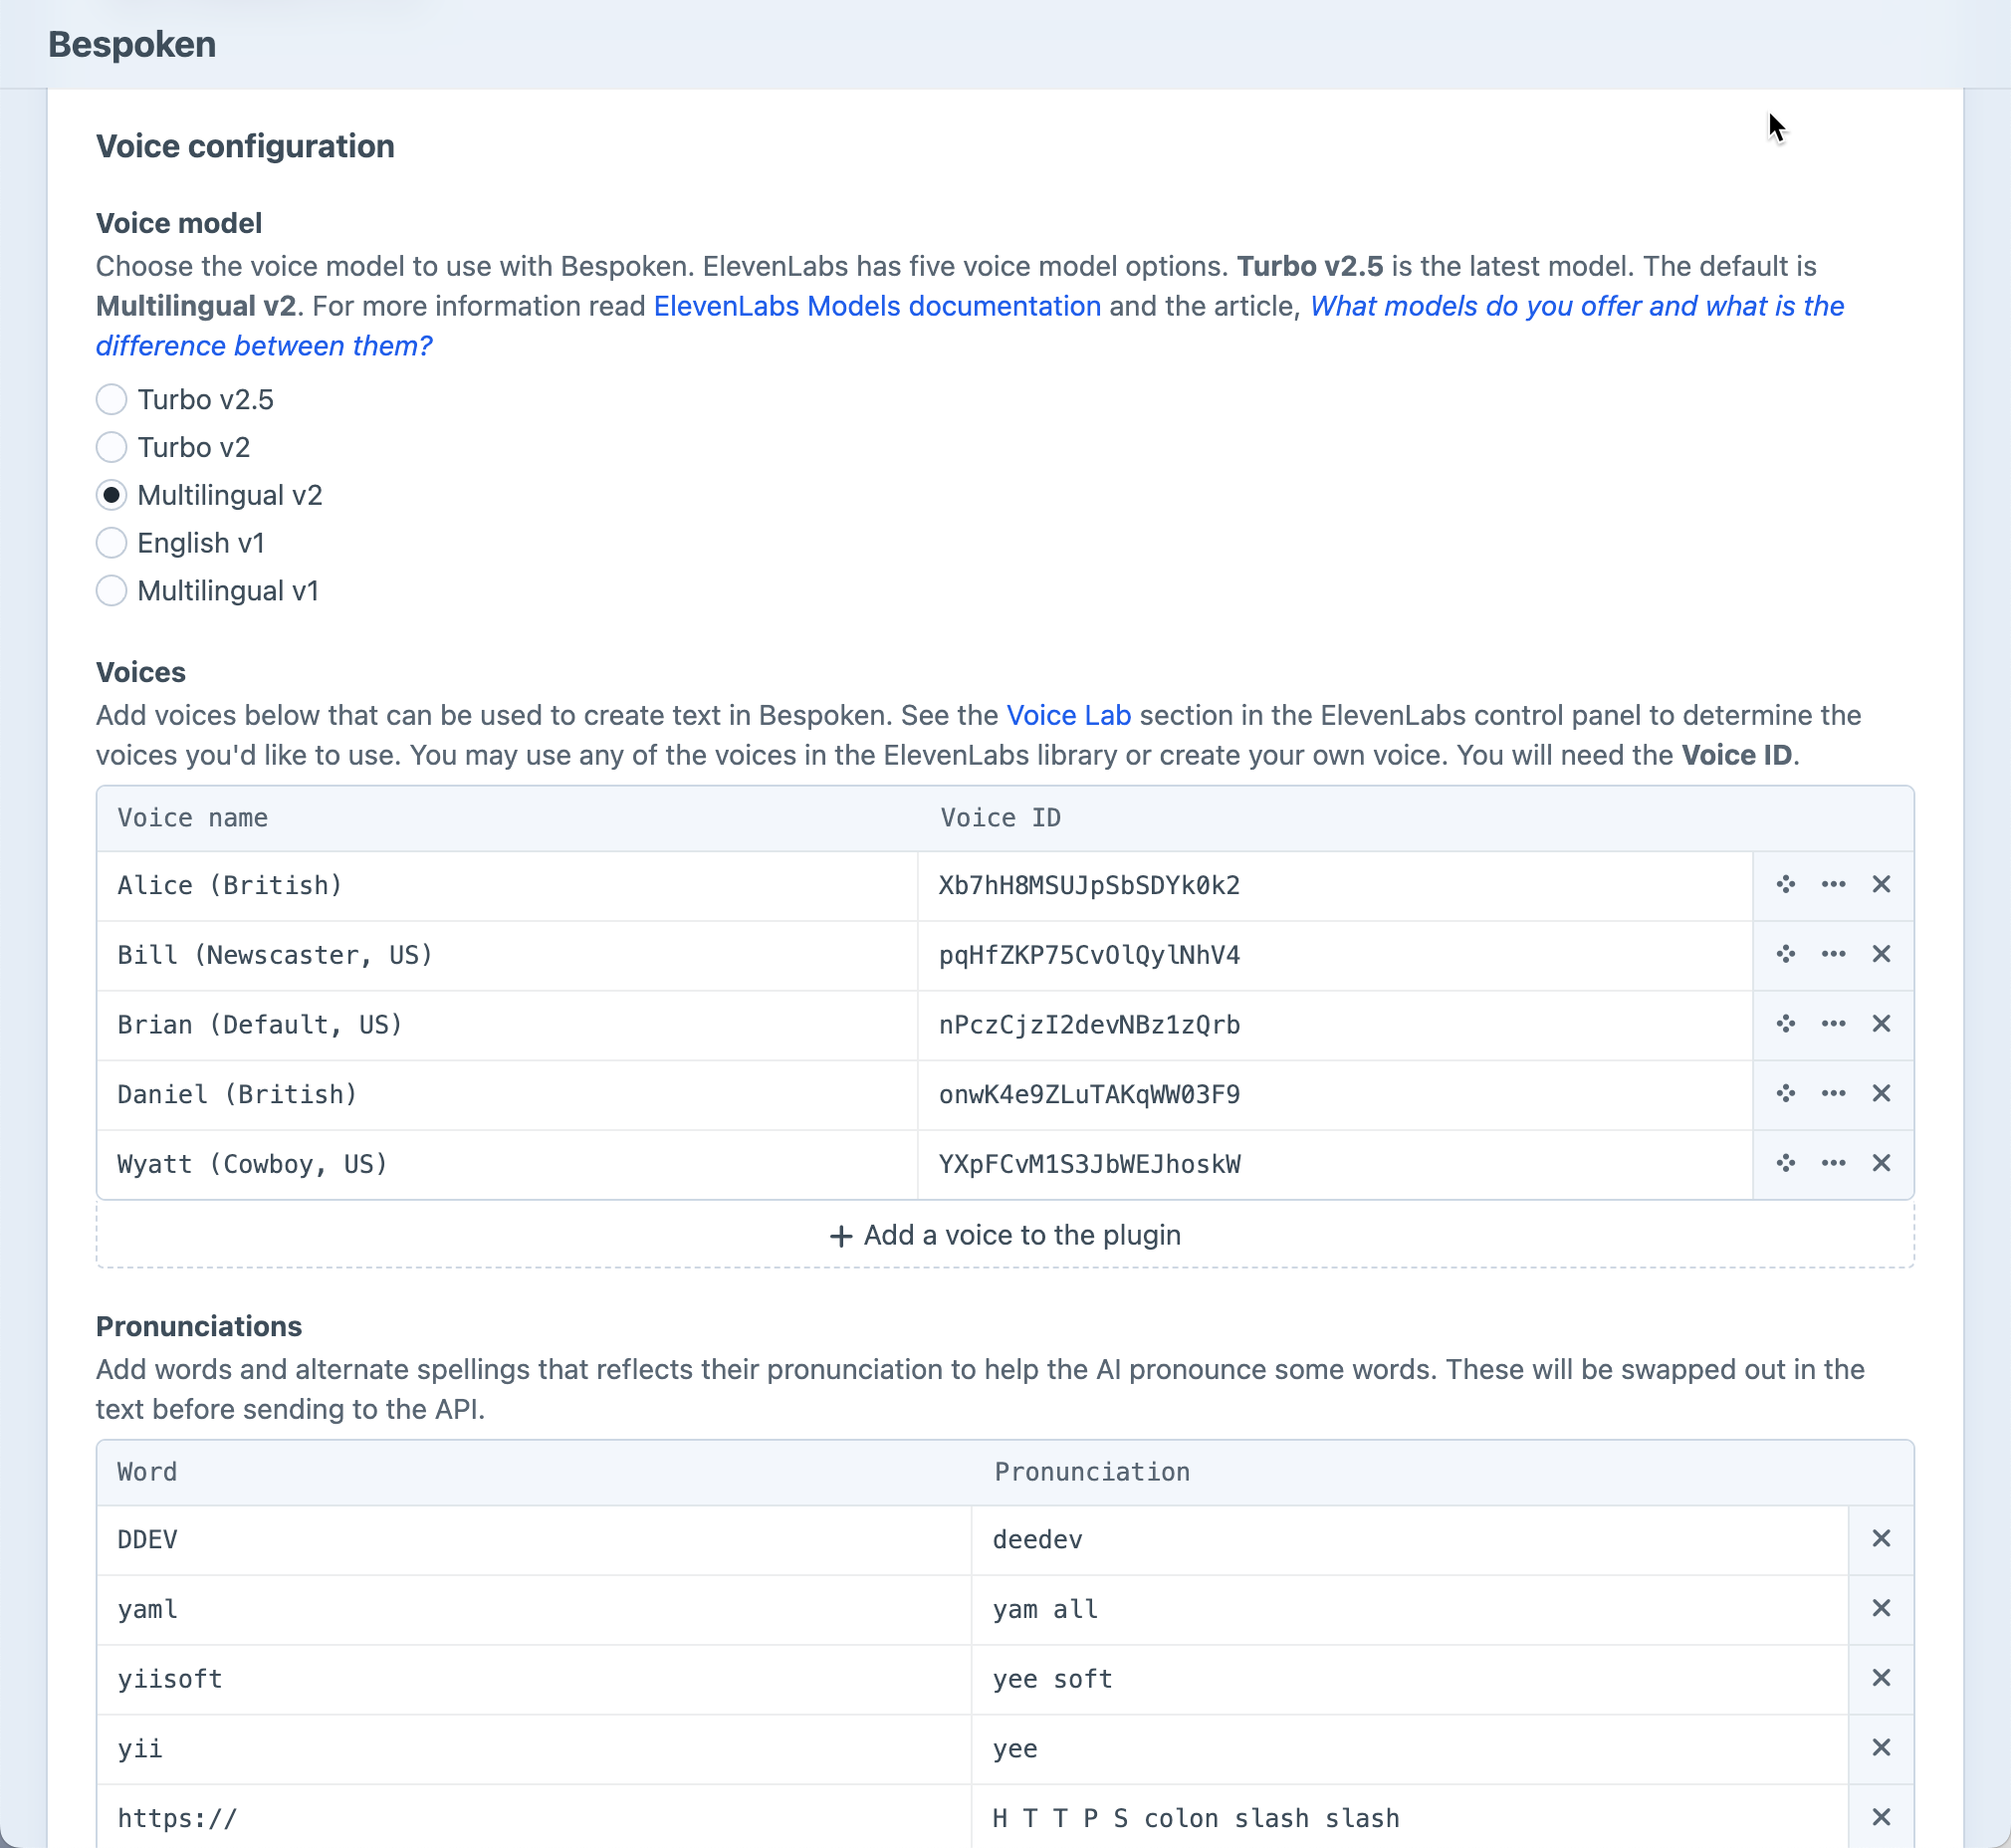 Bespoken
Voice configuration
Voice model
Choose the voice model to use with Bespoken. ElevenLabs has five voice model options. Turbo v2.5 is the latest model. The default is
Multilingual v2. For more information read ElevenLabs Models documentation and the article, What models do you offer and what is the
difference between them?
Turbo v2.5
Turbo v2
Multilingual v2
English v1
Multilingual v1
Voices
Add voices below that can be used to create text in Bespoken. See the Voice Lab section in the ElevenLabs control panel to determine the
voices you'd like to use. You may use any of the voices in the ElevenLabs library or create your own voice. You will need the Voice ID.
Voice name Voice ID
Alice (British) Xb7hH8MSUJpSbSDYk0k2
Bill (Newscaster, US) pqHfZKP75CvOlQylNhV4
Brian (Default, US) nPczCjzI2devNBz1zQrb
Daniel (British) onwK4e9ZLuTAKqWW03F9
Wyatt (Cowboy, US) YXpFCvM1S3JbWEJhoskW
+ Add a voice to the plugin
Pronunciations
Add words and alternate spellings that reflects their pronunciation to help the AI pronounce some words. These will be swapped out in the
text before sending to the API.
Word Pronunciation
DDEV deedev
yaml yam all
yiisoft yee soft
yii yee
https:// H T T P S colon slash slash